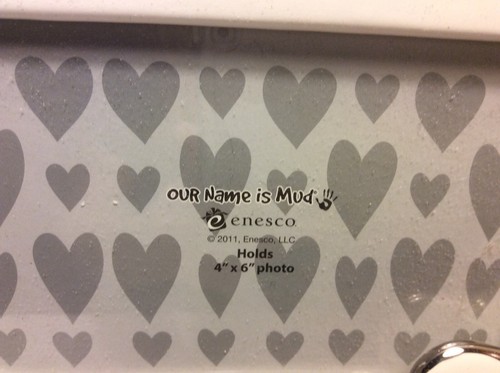 OUR Name is Mud®
enesco.
© 2011, Enesco, LLC.
Holds
4" x 6" photo